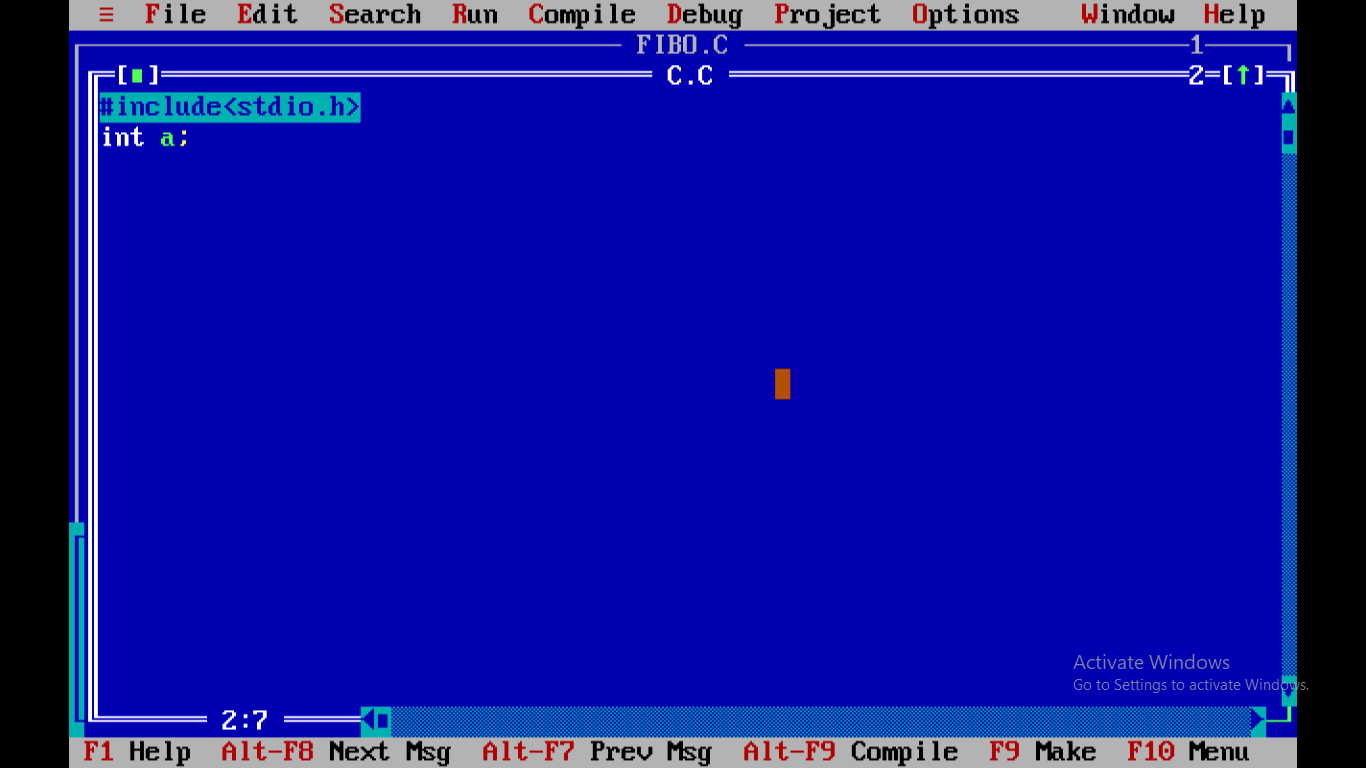 ≡ File Edit Search Run Compile Debug Project Options Window Help
FIBO.C 1
[■] C.C 2=[↑]
#include<stdio.h>
int a;
Activate Windows
Go to Settings to activate Windows.
2:7
F1 Help Alt-F8 Next Msg Alt-F7 Prev Msg Alt-F9 Compile F9 Make F10 Menu